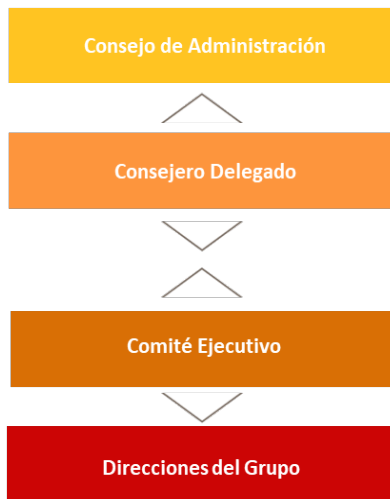 Consejo de Administración
Consejero Delegado
Comité Ejecutivo
Direcciones del Grupo